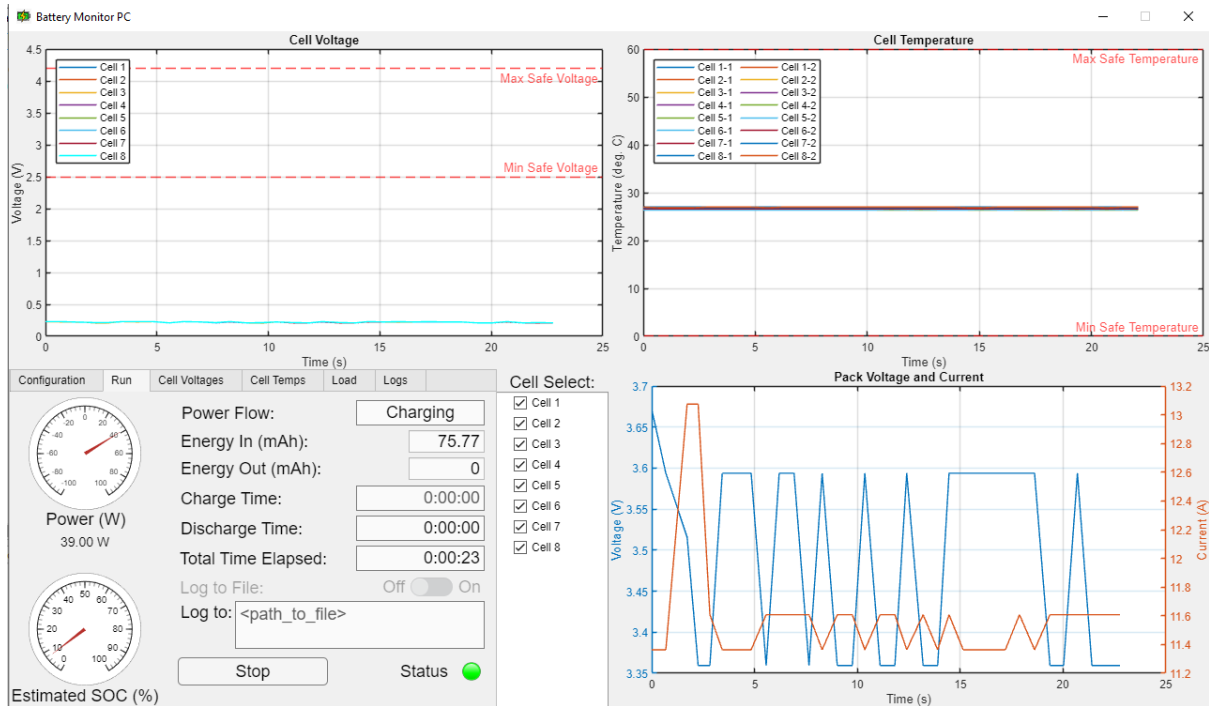 Battery Monitor PC
Cell Voltage
4.5
4
3.5
3
2.5
2
1.5
1
0.5
0
Voltage (V)
Cell 1
Cell 2
Cell 3
Cell 4
Cell 5
Cell 6
Cell 7
Cell 8
Max Safe Voltage
Min Safe Voltage
0 5 10 15 20 25
Time (s)
Cell Temperature
60
50
40
30
20
10
0
Temperature (deg. C)
Cell 1-1 Cell 1-2
Cell 2-1 Cell 2-2
Cell 3-1 Cell 3-2
Cell 4-1 Cell 4-2
Cell 5-1 Cell 5-2
Cell 6-1 Cell 6-2
Cell 7-1 Cell 7-2
Cell 8-1 Cell 8-2
Max Safe Temperature
Min Safe Temperature
0 5 10 15 20 25
Time (s)
Configuration Run Cell Voltages Cell Temps Load Logs
-100 -80 -60 -40 -20 0 20 40 60 80 100
Power (W)
39.00 W
0 10 20 30 40 50 60 70 80 90 100
Estimated SOC (%)
Power Flow: Charging
Energy In (mAh): 75.77
Energy Out (mAh): 0
Charge Time: 0:00:00
Discharge Time: 0:00:00
Total Time Elapsed: 0:00:23
Log to File: Off On
Log to: <path_to_file>
Stop Status
Cell Select:
Cell 1
Cell 2
Cell 3
Cell 4
Cell 5
Cell 6
Cell 7
Cell 8
Pack Voltage and Current
3.7
3.65
3.6
3.55
3.5
3.45
3.4
3.35
Voltage (V)
13.2
13
12.8
12.6
12.4
12.2
12
11.8
11.6
11.4
11.2
Current (A)
0 5 10 15 20 25
Time (s)